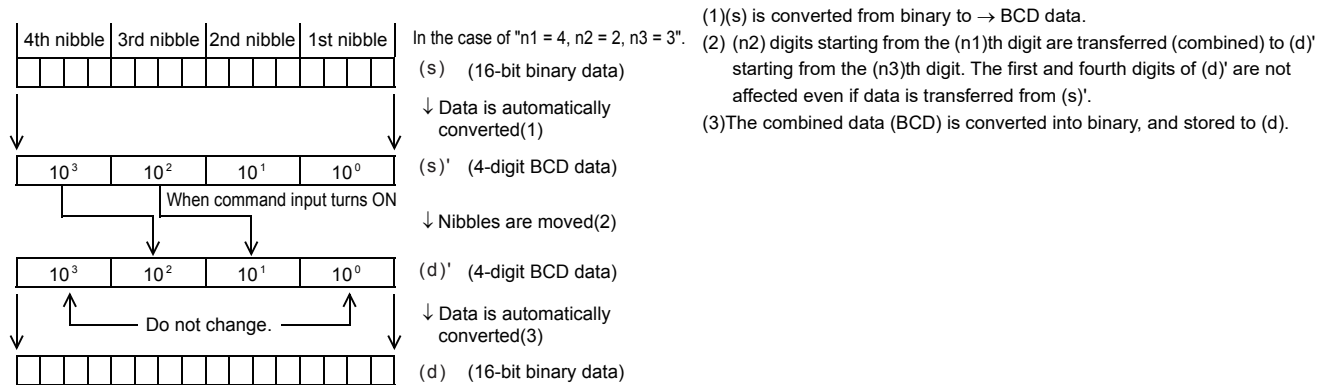 4th nibble 3rd nibble 2nd nibble 1st nibble
In the case of "n1 = 4, n2 = 2, n3 = 3".
(s) (16-bit binary data)
↓ Data is automatically
converted(1)
10³ 10² 10¹ 10⁰
(s)' (4-digit BCD data)
When command input turns ON
↓ Nibbles are moved(2)
10³ 10² 10¹ 10⁰
(d)' (4-digit BCD data)
Do not change.
↓ Data is automatically
converted(3)
(d) (16-bit binary data)
(1)(s) is converted from binary to → BCD data.
(2) (n2) digits starting from the (n1)th digit are transferred (combined) to (d)'
starting from the (n3)th digit. The first and fourth digits of (d)' are not
affected even if data is transferred from (s)'.
(3)The combined data (BCD) is converted into binary, and stored to (d).